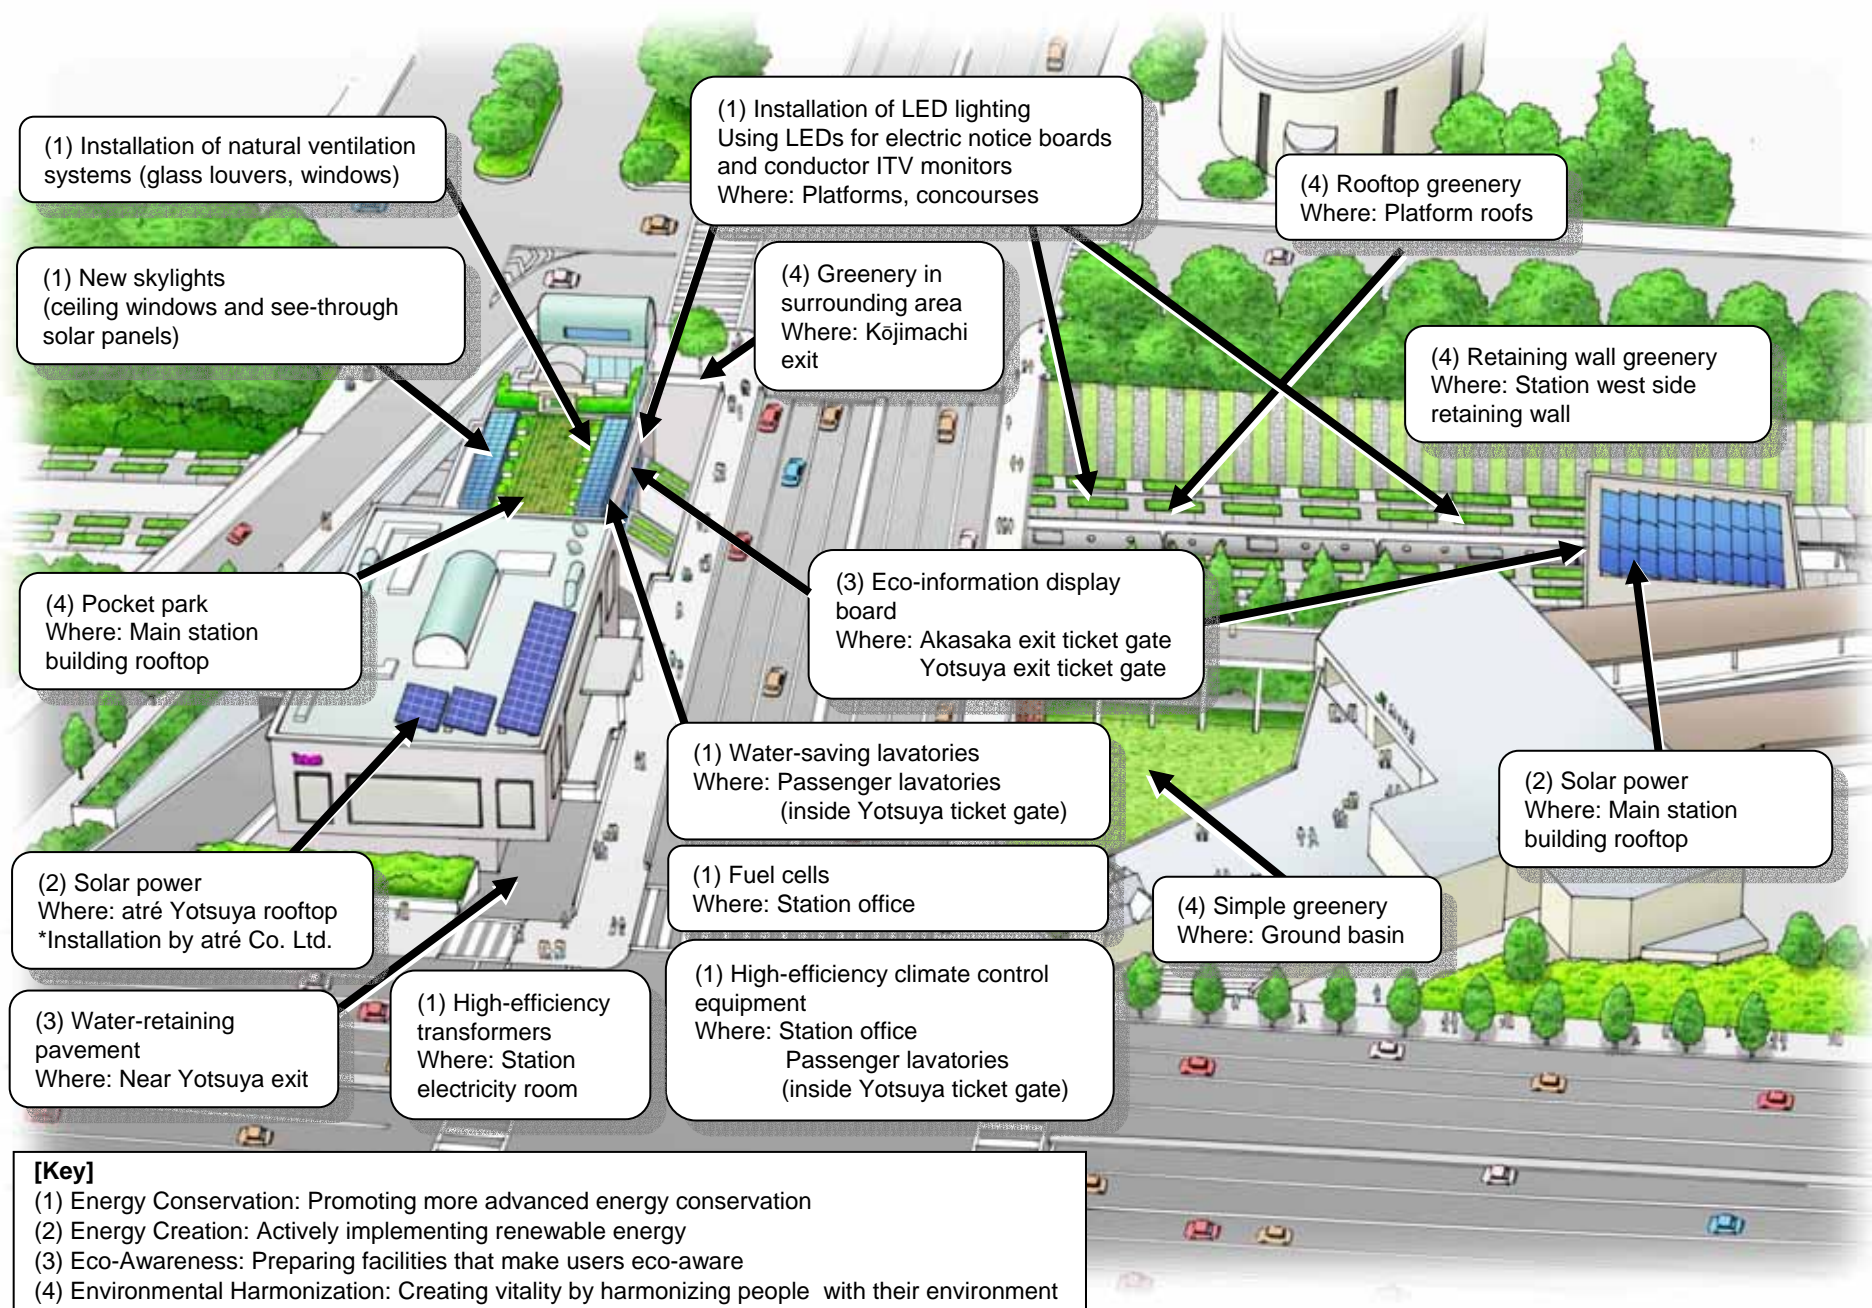 (1) Installation of natural ventilation
systems (glass louvers, windows)
(1) Installation of LED lighting
Using LEDs for electric notice boards
and conductor ITV monitors
Where: Platforms, concourses
(4) Rooftop greenery
Where: Platform roofs
(1) New skylights
(ceiling windows and see-through
solar panels)
(4) Greenery in
surrounding area
Where: Kōjimachi
exit
(4) Retaining wall greenery
Where: Station west side
retaining wall
(4) Pocket park
Where: Main station
building rooftop
(3) Eco-information display
board
Where: Akasaka exit ticket gate
Yotsuya exit ticket gate
(1) Water-saving lavatories
Where: Passenger lavatories
(inside Yotsuya ticket gate)
(2) Solar power
Where: Main station
building rooftop
(2) Solar power
Where: atré Yotsuya rooftop
*Installation by atré Co. Ltd.
(1) Fuel cells
Where: Station office
(4) Simple greenery
Where: Ground basin
(3) Water-retaining
pavement
Where: Near Yotsuya exit
(1) High-efficiency
transformers
Where: Station
electricity room
(1) High-efficiency climate control
equipment
Where: Station office
Passenger lavatories
(inside Yotsuya ticket gate)
[Key]
(1) Energy Conservation: Promoting more advanced energy conservation
(2) Energy Creation: Actively implementing renewable energy
(3) Eco-Awareness: Preparing facilities that make users eco-aware
(4) Environmental Harmonization: Creating vitality by harmonizing people with their environment